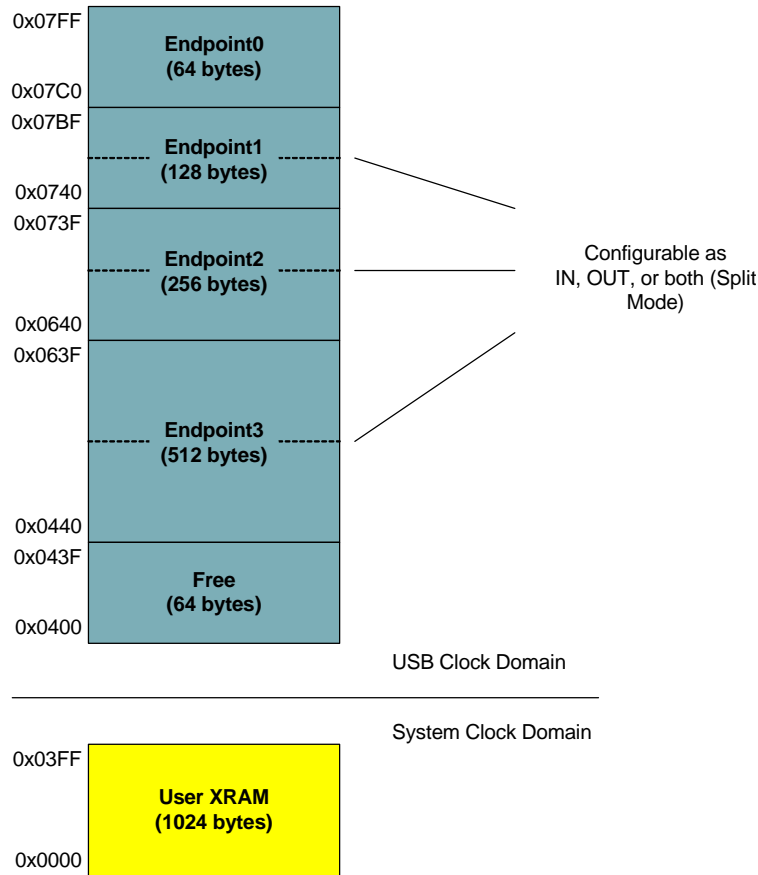 0x07FF
Endpoint0
(64 bytes)
0x07C0
0x07BF
Endpoint1
(128 bytes)
0x0740
0x073F
Endpoint2
(256 bytes)
0x0640
0x063F
Endpoint3
(512 bytes)
0x0440
0x043F
Free
(64 bytes)
0x0400
Configurable as
IN, OUT, or both (Split
Mode)
USB Clock Domain
System Clock Domain
0x03FF
User XRAM
(1024 bytes)
0x0000